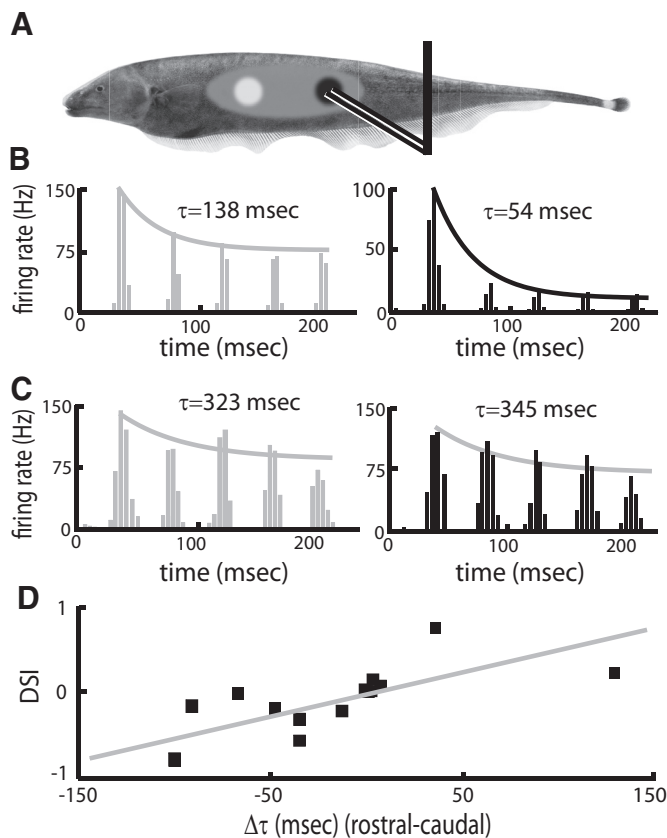 A
B
firing rate (Hz)
150
75
0
τ=138 msec
0
100
200
time (msec)
100
50
0
τ=54 msec
0
100
200
time (msec)
C
firing rate (Hz)
150
75
0
τ=323 msec
0
100
200
time (msec)
150
75
0
τ=345 msec
0
100
200
time (msec)
D
DSI
1
0
-1
-150
-50
50
150
Δτ (msec) (rostral-caudal)